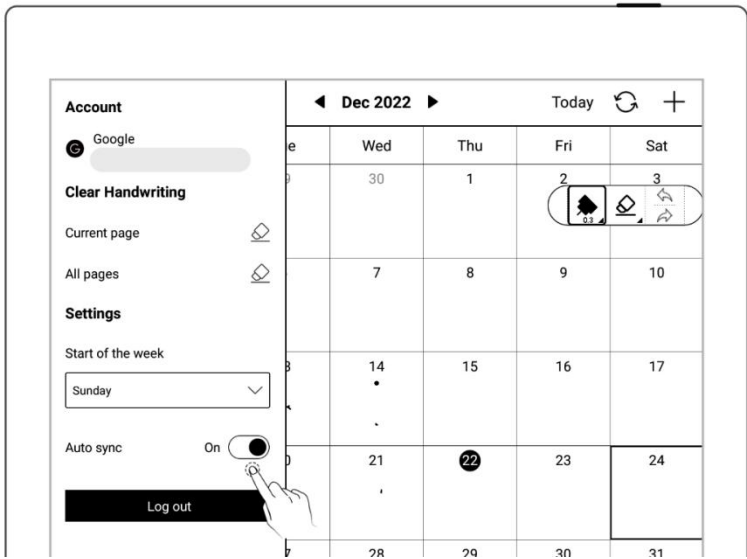 Account
Google
Clear Handwriting
Current page
All pages
Settings
Start of the week
Sunday
Auto sync On
Log out
Dec 2022 Today
e Wed Thu Fri Sat
30 1 2 3
0.3
7 8 9 10
14 15 16 17
21 22 23 24
28 29 30 31